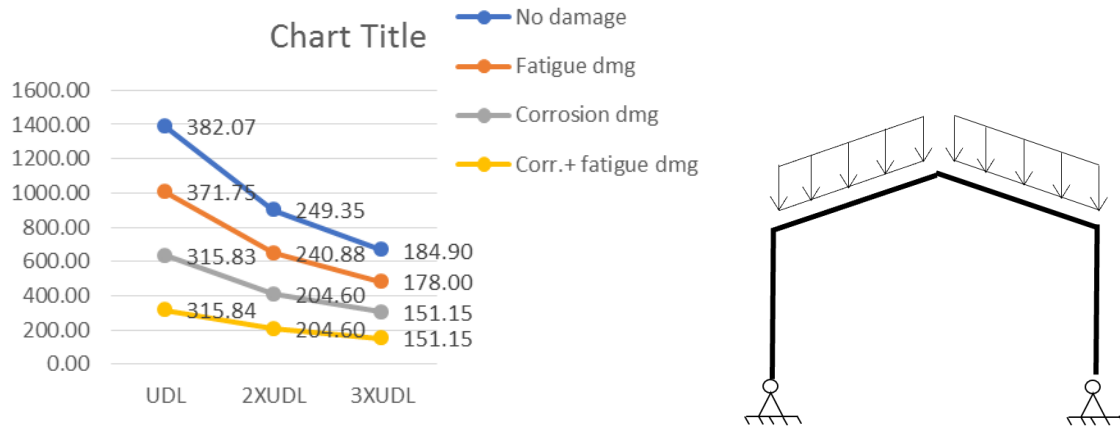 Chart Title
No damage
Fatigue dmg
Corrosion dmg
Corr.+ fatigue dmg
1600.00
1400.00
1200.00
1000.00
800.00
600.00
400.00
200.00
0.00
382.07
249.35
184.90
371.75
240.88
178.00
315.83
204.60
151.15
315.84
204.60
151.15
UDL
2XUDL
3XUDL